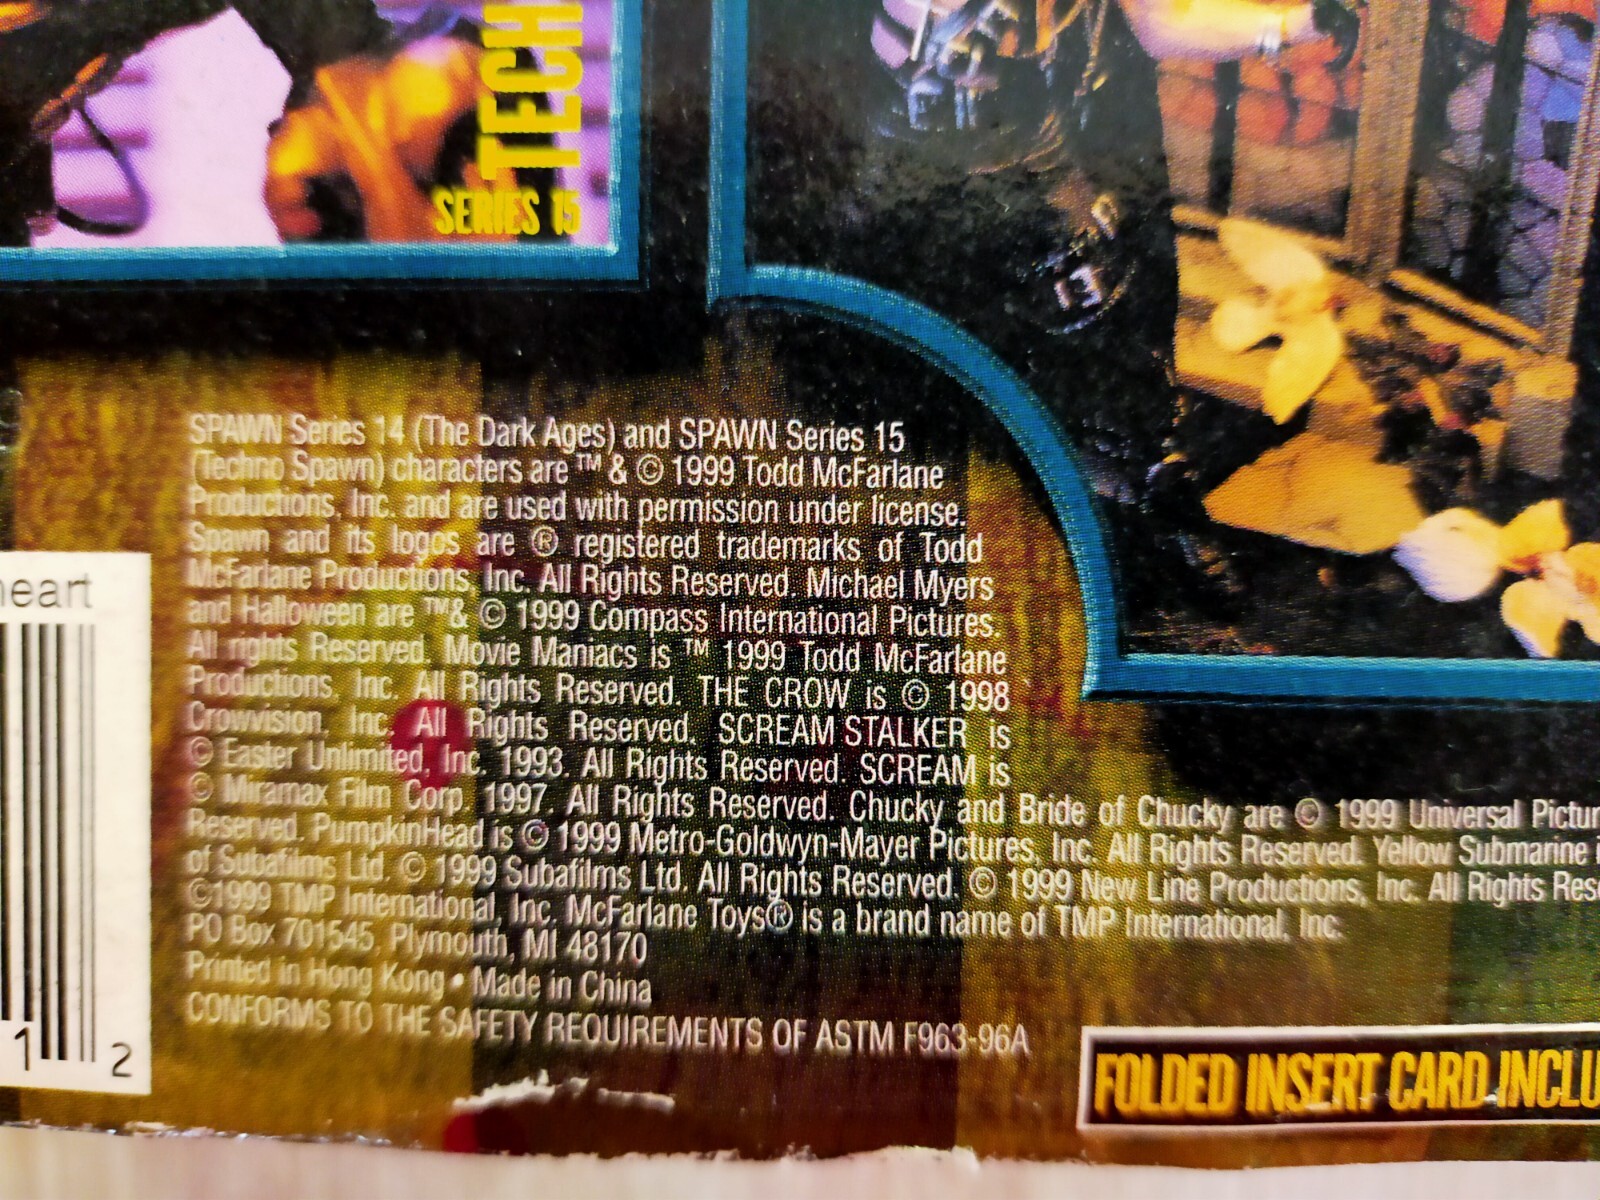 TECH
SERIES 15
SPAWN Series 14 (The Dark Ages) and SPAWN Series 15
(Techno Spawn) characters are ™ & © 1999 Todd McFarlane
Productions, Inc. and are used with permission under license.
Spawn and its logos are ® registered trademarks of Todd
McFarlane Productions, Inc. All Rights Reserved. Michael Myers
and Halloween are ™& © 1999 Compass International Pictures.
All rights Reserved. Movie Maniacs is ™ 1999 Todd McFarlane
Productions, Inc. All Rights Reserved. THE CROW is © 1998
Crowvision, Inc. All Rights Reserved. SCREAM STALKER is
© Easter Unlimited, Inc. 1993. All Rights Reserved. SCREAM is
© Miramax Film Corp. 1997. All Rights Reserved. Chucky and Bride of Chucky are © 1999 Universal Pictur
Reserved. PumpkinHead is © 1999 Metro-Goldwyn-Mayer Pictures, Inc. All Rights Reserved. Yellow Submarine
of Subafilms Ltd. © 1999 Subafilms Ltd. All Rights Reserved. © 1999 New Line Productions, Inc. All Rights Rese
©1999 TMP International, Inc. McFarlane Toys® is a brand name of TMP International, Inc.
PO Box 701545, Plymouth, MI 48170
Printed in Hong Kong • Made in China
CONFORMS TO THE SAFETY REQUIREMENTS OF ASTM F963-96A
heart
1 2
13
FOLDED INSERT CARD INCLU